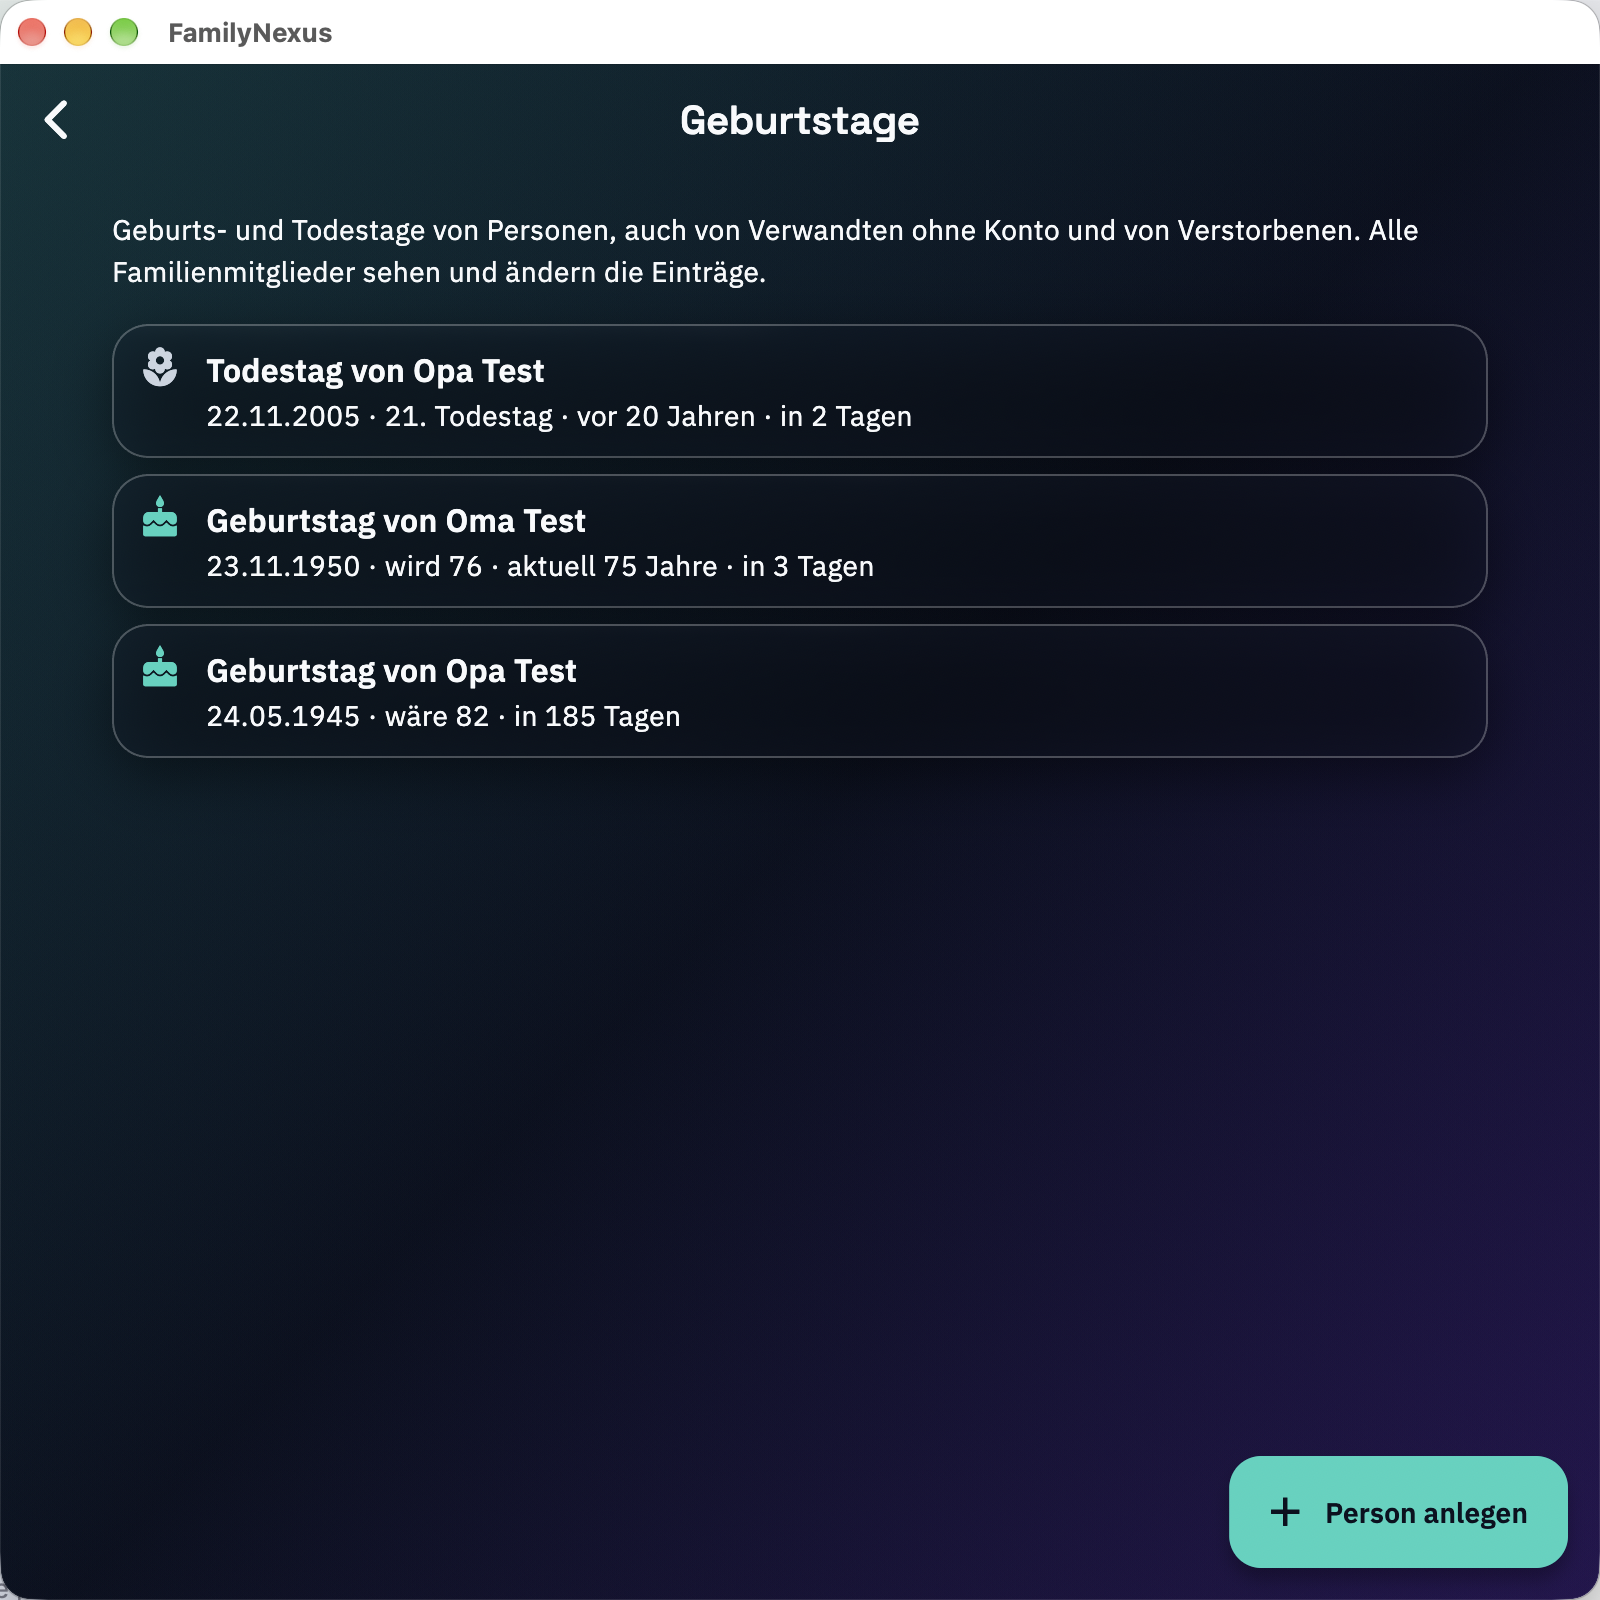 FamilyNexus
Geburtstage
Geburts- und Todestage von Personen, auch von Verwandten ohne Konto und von Verstorbenen. Alle
Familienmitglieder sehen und ändern die Einträge.
Todestag von Opa Test
22.11.2005 · 21. Todestag · vor 20 Jahren · in 2 Tagen
Geburtstag von Oma Test
23.11.1950 · wird 76 · aktuell 75 Jahre · in 3 Tagen
Geburtstag von Opa Test
24.05.1945 · wäre 82 · in 185 Tagen
Person anlegen